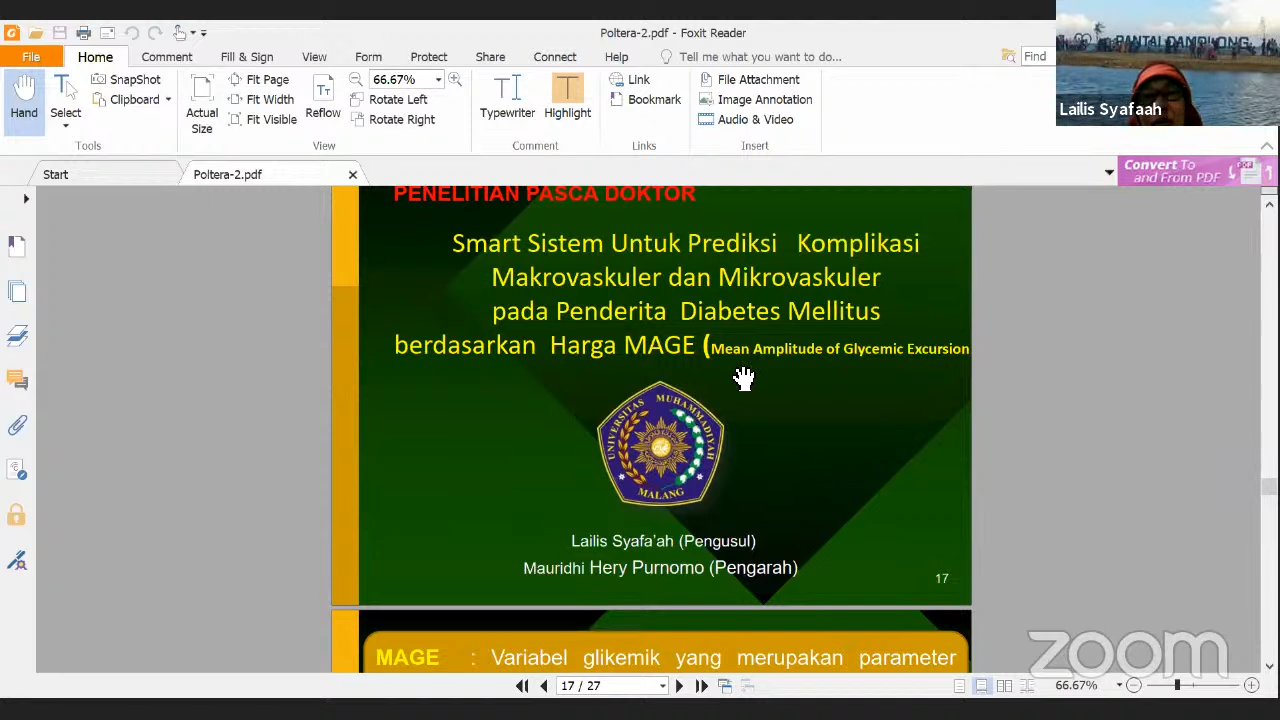 Poltera-2.pdf - Foxit Reader
File Home Comment Fill & Sign View Form Protect Share Connect Help Tell me what you want to do... Find
PANTAI CAMPLONG
Lailis Syafaah
Hand
Select
SnapShot
Clipboard
Tools
Actual Size
Fit Page
Fit Width
Fit Visible
Reflow
66.67%
Rotate Left
Rotate Right
View
Typewriter
Highlight
Comment
Link
Bookmark
Links
File Attachment
Image Annotation
Audio & Video
Insert
Start
Poltera-2.pdf
Convert To
and From PDF
PENELITIAN PASCA DOKTOR
Smart Sistem Untuk Prediksi Komplikasi
Makrovaskuler dan Mikrovaskuler
pada Penderita Diabetes Mellitus
berdasarkan Harga MAGE (Mean Amplitude of Glycemic Excursion
UNIVERSITAS MUHAMMADIYAH
MALANG
Lailis Syafa'ah (Pengusul)
Mauridhi Hery Purnomo (Pengarah)
17
MAGE : Variabel glikemik yang merupakan parameter
zoom
17 / 27
66.67%